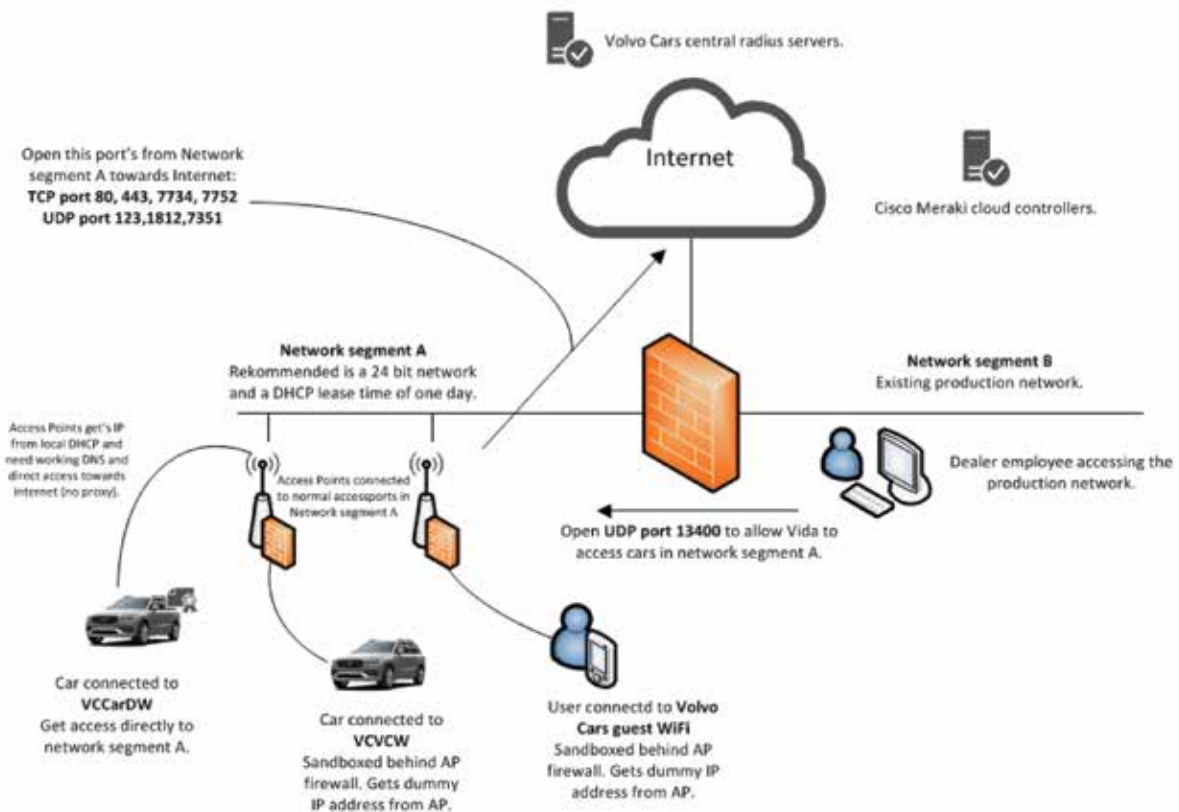 Volvo Cars central radius servers.
Internet
Cisco Meraki cloud controllers.
Open this port's from Network
segment A towards Internet:
TCP port 80, 443, 7734, 7752
UDP port 123,1812,7351
Network segment A
Rekommended is a 24 bit network
and a DHCP lease time of one day.
Network segment B
Existing production network.
Access Points get's IP
from local DHCP and
need working DNS and
direct access towards
internet (no proxy).
Access Points connected
to normal accessports in
Network segment A
Dealer employee accessing the
production network.
Open UDP port 13400 to allow Vida to
access cars in network segment A.
Car connected to
VCCarDW
Get access directly to
network segment A.
Car connected to
VCVCW
Sandboxed behind AP
firewall. Gets dummy
IP address from AP.
User connectd to Volvo
Cars guest WiFi
Sandboxed behind AP
firewall. Gets dummy IP
address from AP.